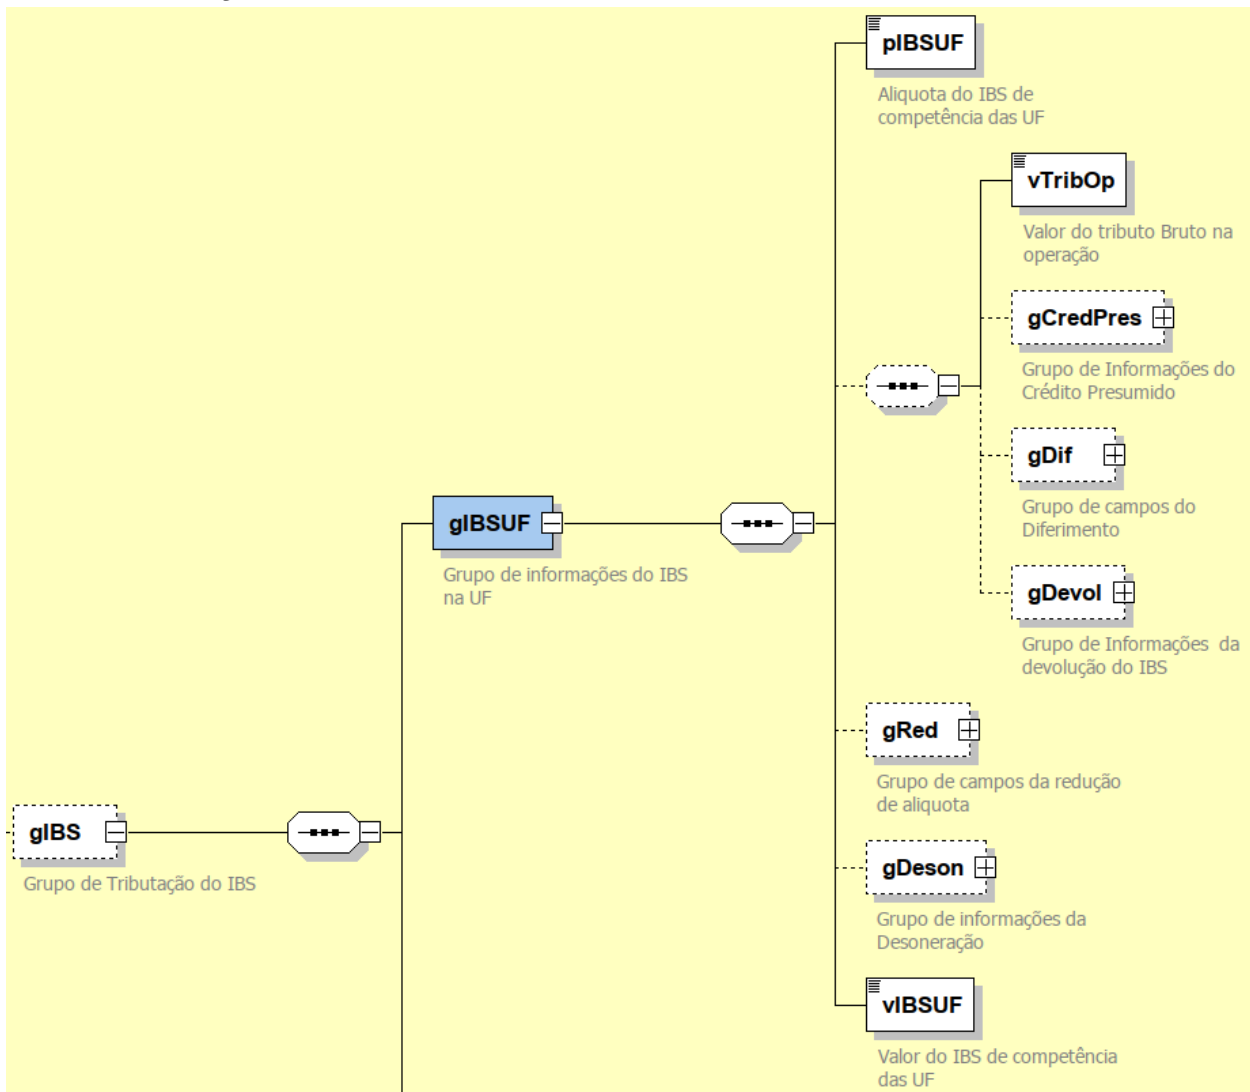 pIBSUF
Aliquota do IBS de
competência das UF
vTribOp
Valor do tributo Bruto na
operação
gCredPres
Grupo de Informações do
Crédito Presumido
gDif
Grupo de campos do
Diferimento
gIBSUF
Grupo de informações do IBS
na UF
gDevol
Grupo de Informações  da
devolução do IBS
gRed
Grupo de campos da redução
de aliquota
gIBS
Grupo de Tributação do IBS
gDeson
Grupo de informações da
Desoneração
vIBSUF
Valor do IBS de competência
das UF